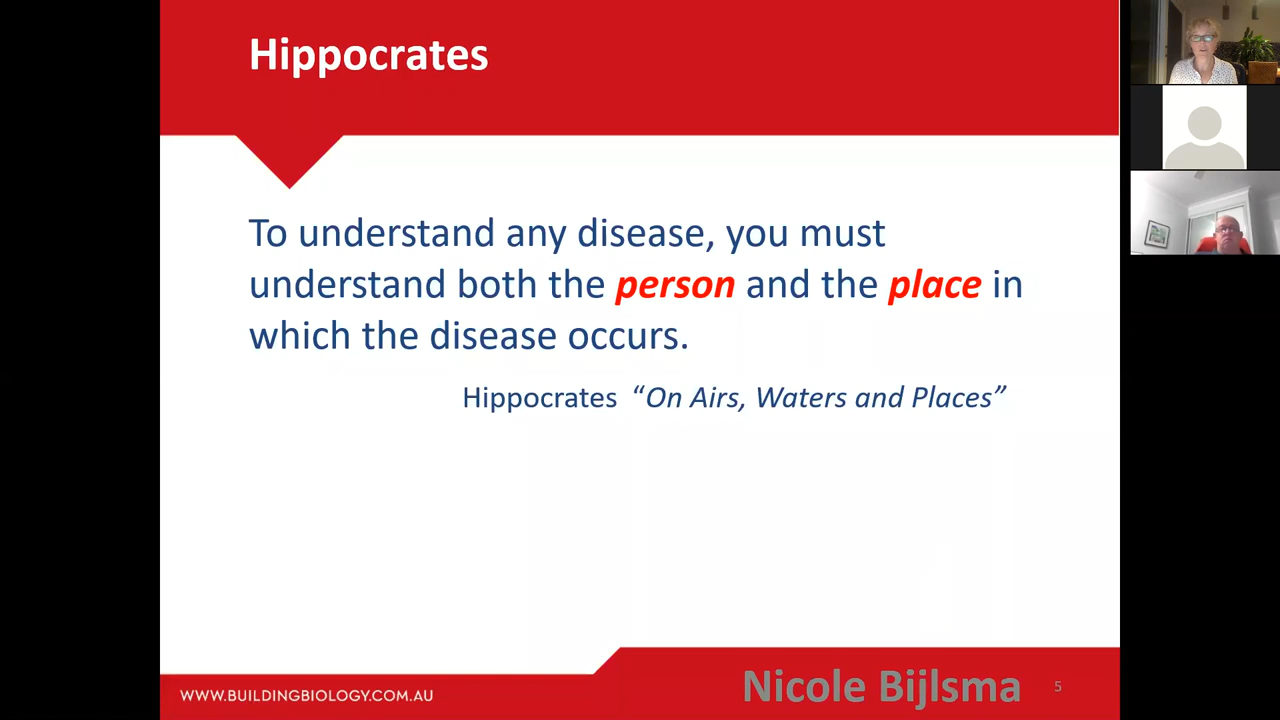 Hippocrates
To understand any disease, you must
understand both the person and the place in
which the disease occurs.
Hippocrates “On Airs, Waters and Places”
WWW.BUILDINGBIOLOGY.COM.AU
Nicole Bijlsma
5